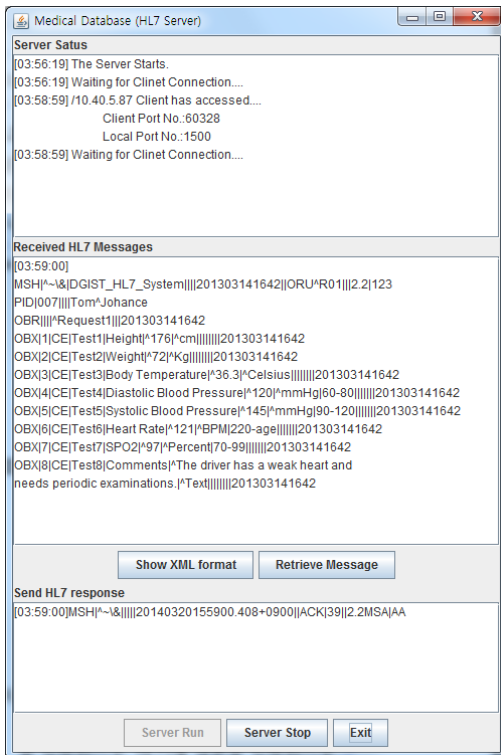 Medical Database (HL7 Server)
Server Satus
[03:56:19] The Server Starts.
[03:56:19] Waiting for Clinet Connection....
[03:58:59] /10.40.5.87 Client has accessed....
Client Port No.:60328
Local Port No.:1500
[03:58:59] Waiting for Clinet Connection....
Received HL7 Messages
[03:59:00]
MSH|^~\&|DGIST_HL7_System||||201303141642||ORU^R01|||2.2|123
PID|007||||Tom^Johance
OBR||||^Request1|||201303141642
OBX|1|CE|Test1|Height|^176|^cm||||||||201303141642
OBX|2|CE|Test2|Weight|^72|^Kg||||||||201303141642
OBX|3|CE|Test3|Body Temperature|^36.3|^Celsius||||||||201303141642
OBX|4|CE|Test4|Diastolic Blood Pressure|^120|^mmHg|60-80|||||||201303141642
OBX|5|CE|Test5|Systolic Blood Pressure|^145|^mmHg|90-120|||||||201303141642
OBX|6|CE|Test6|Heart Rate|^121|^BPM|220-age|||||||201303141642
OBX|7|CE|Test7|SPO2|^97|^Percent|70-99|||||||201303141642
OBX|8|CE|Test8|Comments|^The driver has a weak heart and
needs periodic examinations.|^Text||||||||201303141642
Show XML format Retrieve Message
Send HL7 response
[03:59:00]MSH|^~\&|||||20140320155900.408+0900||ACK|39||2.2MSA|AA
Server Run Server Stop Exit